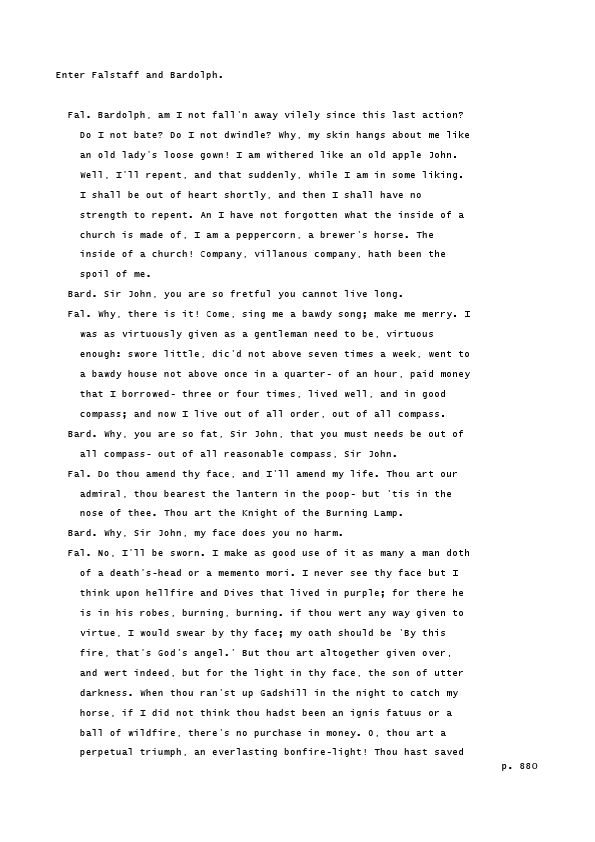 Enter Falstaff and Bardolph.
Fal. Bardolph, am I not fall'n away vilely since this last action?
Do I not bate? Do I not dwindle? Why, my skin hangs about me like
an old lady's loose gown! I am withered like an old apple John.
Well, I'll repent, and that suddenly, while I am in some liking.
I shall be out of heart shortly, and then I shall have no
strength to repent. An I have not forgotten what the inside of a
church is made of, I am a peppercorn, a brewer's horse. The
inside of a church! Company, villanous company, hath been the
spoil of me.
Bard. Sir John, you are so fretful you cannot live long.
Fal. Why, there is it! Come, sing me a bawdy song; make me merry. I
was as virtuously given as a gentleman need to be, virtuous
enough: swore little, dic'd not above seven times a week, went to
a bawdy house not above once in a quarter- of an hour, paid money
that I borrowed- three or four times, lived well, and in good
compass; and now I live out of all order, out of all compass.
Bard. Why, you are so fat, Sir John, that you must needs be out of
all compass- out of all reasonable compass, Sir John.
Fal. Do thou amend thy face, and I'll amend my life. Thou art our
admiral, thou bearest the lantern in the poop- but 'tis in the
nose of thee. Thou art the Knight of the Burning Lamp.
Bard. Why, Sir John, my face does you no harm.
Fal. No, I'll be sworn. I make as good use of it as many a man doth
of a death's-head or a memento mori. I never see thy face but I
think upon hellfire and Dives that lived in purple; for there he
is in his robes, burning, burning. if thou wert any way given to
virtue, I would swear by thy face; my oath should be 'By this
fire, that's God's angel.' But thou art altogether given over,
and wert indeed, but for the light in thy face, the son of utter
darkness. When thou ran'st up Gadshill in the night to catch my
horse, if I did not think thou hadst been an ignis fatuus or a
ball of wildfire, there's no purchase in money. O, thou art a
perpetual triumph, an everlasting bonfire-light! Thou hast saved
p. 880